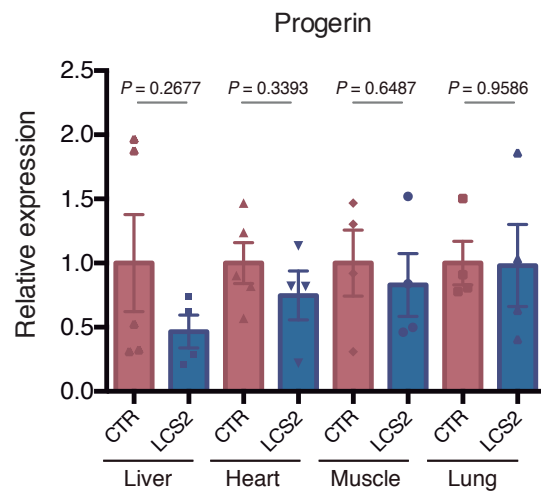 Progerin
Relative expression
2.5
2.0
1.5
1.0
0.5
0.0
P = 0.2677
P = 0.3393
P = 0.6487
P = 0.9586
CTR
LCS2
CTR
LCS2
CTR
LCS2
CTR
LCS2
Liver
Heart
Muscle
Lung